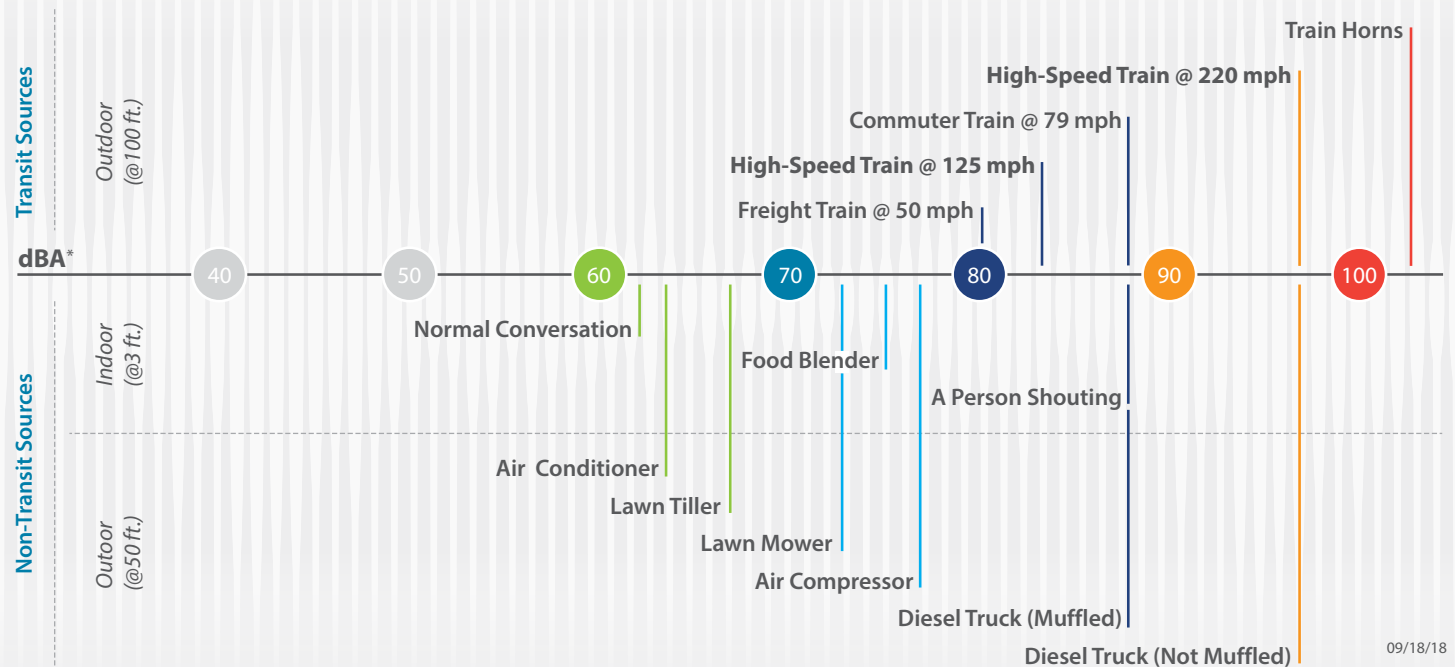 Transit Sources
Outdoor
(@100 ft.)
Train Horns
High-Speed Train @ 220 mph
Commuter Train @ 79 mph
High-Speed Train @ 125 mph
Freight Train @ 50 mph
dBA*
40
50
60
70
80
90
100
Non-Transit Sources
Indoor
(@3 ft.)
Normal Conversation
Food Blender
A Person Shouting
Outoor
(@50 ft.)
Air Conditioner
Lawn Tiller
Lawn Mower
Air Compressor
Diesel Truck (Muffled)
Diesel Truck (Not Muffled)
09/18/18